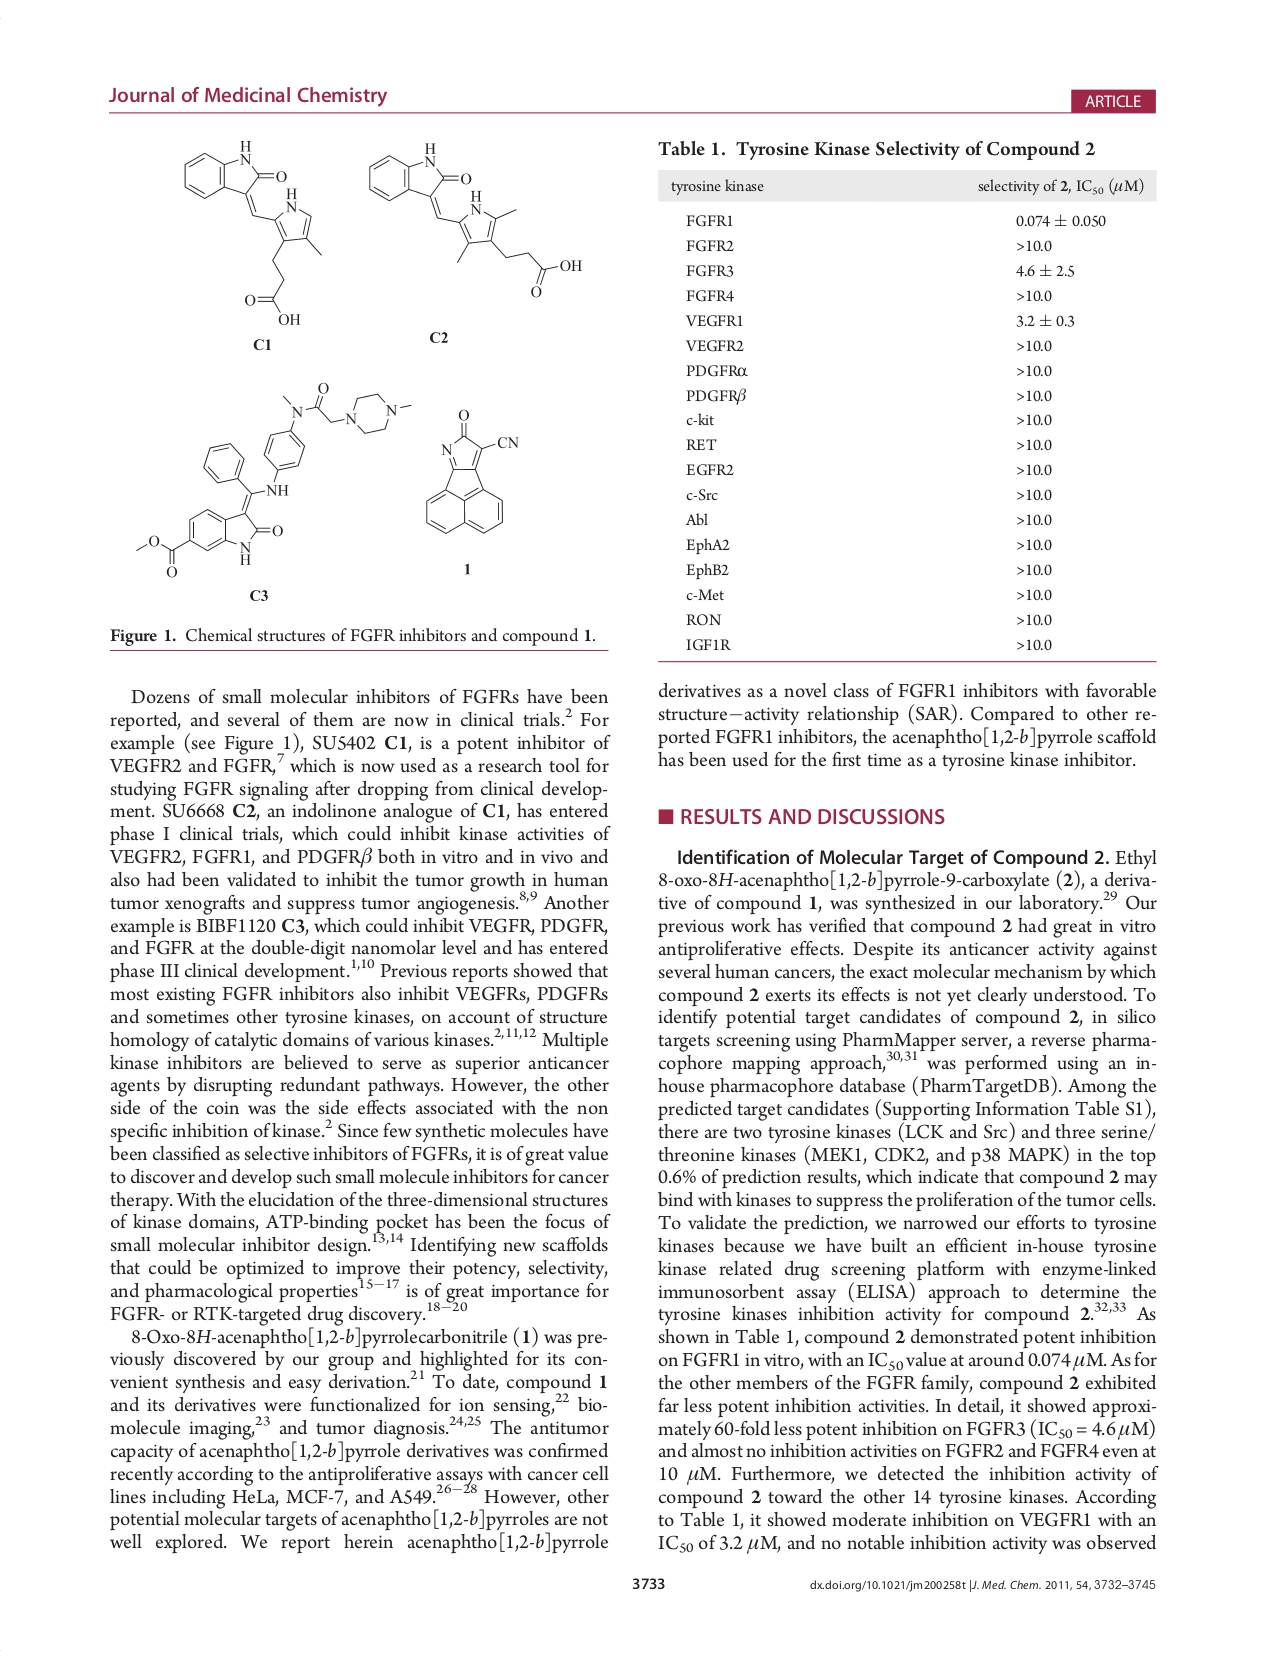 Journal of Medicinal Chemistry
ARTICLE
H
N
O
H
N
O
OH
C1
H
N
O
H
N
OH
O
C2
O
N
N
N
NH
O
N
H
O
O
C3
O
N
CN
1
Figure 1. Chemical structures of FGFR inhibitors and compound 1.
Dozens of small molecular inhibitors of FGFRs have been
reported, and several of them are now in clinical trials.2 For
example (see Figure 1), SU5402 C1, is a potent inhibitor of
VEGFR2 and FGFR,7 which is now used as a research tool for
studying FGFR signaling after dropping from clinical develop-
ment. SU6668 C2, an indolinone analogue of C1, has entered
phase I clinical trials, which could inhibit kinase activities of
VEGFR2, FGFR1, and PDGFRβ both in vitro and in vivo and
also had been validated to inhibit the tumor growth in human
tumor xenografts and suppress tumor angiogenesis.8,9 Another
example is BIBF1120 C3, which could inhibit VEGFR, PDGFR,
and FGFR at the double-digit nanomolar level and has entered
phase III clinical development.1,10 Previous reports showed that
most existing FGFR inhibitors also inhibit VEGFRs, PDGFRs
and sometimes other tyrosine kinases, on account of structure
homology of catalytic domains of various kinases.2,11,12 Multiple
kinase inhibitors are believed to serve as superior anticancer
agents by disrupting redundant pathways. However, the other
side of the coin was the side effects associated with the non
specific inhibition of kinase.2 Since few synthetic molecules have
been classified as selective inhibitors of FGFRs, it is of great value
to discover and develop such small molecule inhibitors for cancer
therapy. With the elucidation of the three-dimensional structures
of kinase domains, ATP-binding pocket has been the focus of
small molecular inhibitor design.13,14 Identifying new scaffolds
that could be optimized to improve their potency, selectivity,
and pharmacological properties15−17 is of great importance for
FGFR- or RTK-targeted drug discovery.18−20
8-Oxo-8H-acenaphtho[1,2-b]pyrrolecarbonitrile (1) was pre-
viously discovered by our group and highlighted for its con-
venient synthesis and easy derivation.21 To date, compound 1
and its derivatives were functionalized for ion sensing,22 bio-
molecule imaging,23 and tumor diagnosis.24,25 The antitumor
capacity of acenaphtho[1,2-b]pyrrole derivatives was confirmed
recently according to the antiproliferative assays with cancer cell
lines including HeLa, MCF-7, and A549.26−28 However, other
potential molecular targets of acenaphtho[1,2-b]pyrroles are not
well explored. We report herein acenaphtho[1,2-b]pyrrole
Table 1. Tyrosine Kinase Selectivity of Compound 2
tyrosine kinase selectivity of 2, IC50 (μM)
FGFR1 0.074 ± 0.050
FGFR2 >10.0
FGFR3 4.6 ± 2.5
FGFR4 >10.0
VEGFR1 3.2 ± 0.3
VEGFR2 >10.0
PDGFRα >10.0
PDGFRβ >10.0
c-kit >10.0
RET >10.0
EGFR2 >10.0
c-Src >10.0
Abl >10.0
EphA2 >10.0
EphB2 >10.0
c-Met >10.0
RON >10.0
IGF1R >10.0
derivatives as a novel class of FGFR1 inhibitors with favorable
structure−activity relationship (SAR). Compared to other re-
ported FGFR1 inhibitors, the acenaphtho[1,2-b]pyrrole scaffold
has been used for the first time as a tyrosine kinase inhibitor.
■ RESULTS AND DISCUSSIONS
Identification of Molecular Target of Compound 2. Ethyl
8-oxo-8H-acenaphtho[1,2-b]pyrrole-9-carboxylate (2), a deriva-
tive of compound 1, was synthesized in our laboratory.29 Our
previous work has verified that compound 2 had great in vitro
antiproliferative effects. Despite its anticancer activity against
several human cancers, the exact molecular mechanism by which
compound 2 exerts its effects is not yet clearly understood. To
identify potential target candidates of compound 2, in silico
targets screening using PharmMapper server, a reverse pharma-
cophore mapping approach,30,31 was performed using an in-
house pharmacophore database (PharmTargetDB). Among the
predicted target candidates (Supporting Information Table S1),
there are two tyrosine kinases (LCK and Src) and three serine/
threonine kinases (MEK1, CDK2, and p38 MAPK) in the top
0.6% of prediction results, which indicate that compound 2 may
bind with kinases to suppress the proliferation of the tumor cells.
To validate the prediction, we narrowed our efforts to tyrosine
kinases because we have built an efficient in-house tyrosine
kinase related drug screening platform with enzyme-linked
immunosorbent assay (ELISA) approach to determine the
tyrosine kinases inhibition activity for compound 2.32,33 As
shown in Table 1, compound 2 demonstrated potent inhibition
on FGFR1 in vitro, with an IC50 value at around 0.074 μM. As for
the other members of the FGFR family, compound 2 exhibited
far less potent inhibition activities. In detail, it showed approxi-
mately 60-fold less potent inhibition on FGFR3 (IC50 = 4.6 μM)
and almost no inhibition activities on FGFR2 and FGFR4 even at
10 μM. Furthermore, we detected the inhibition activity of
compound 2 toward the other 14 tyrosine kinases. According
to Table 1, it showed moderate inhibition on VEGFR1 with an
IC50 of 3.2 μM, and no notable inhibition activity was observed
3733
dx.doi.org/10.1021/jm200258t |J. Med. Chem. 2011, 54, 3732–3745